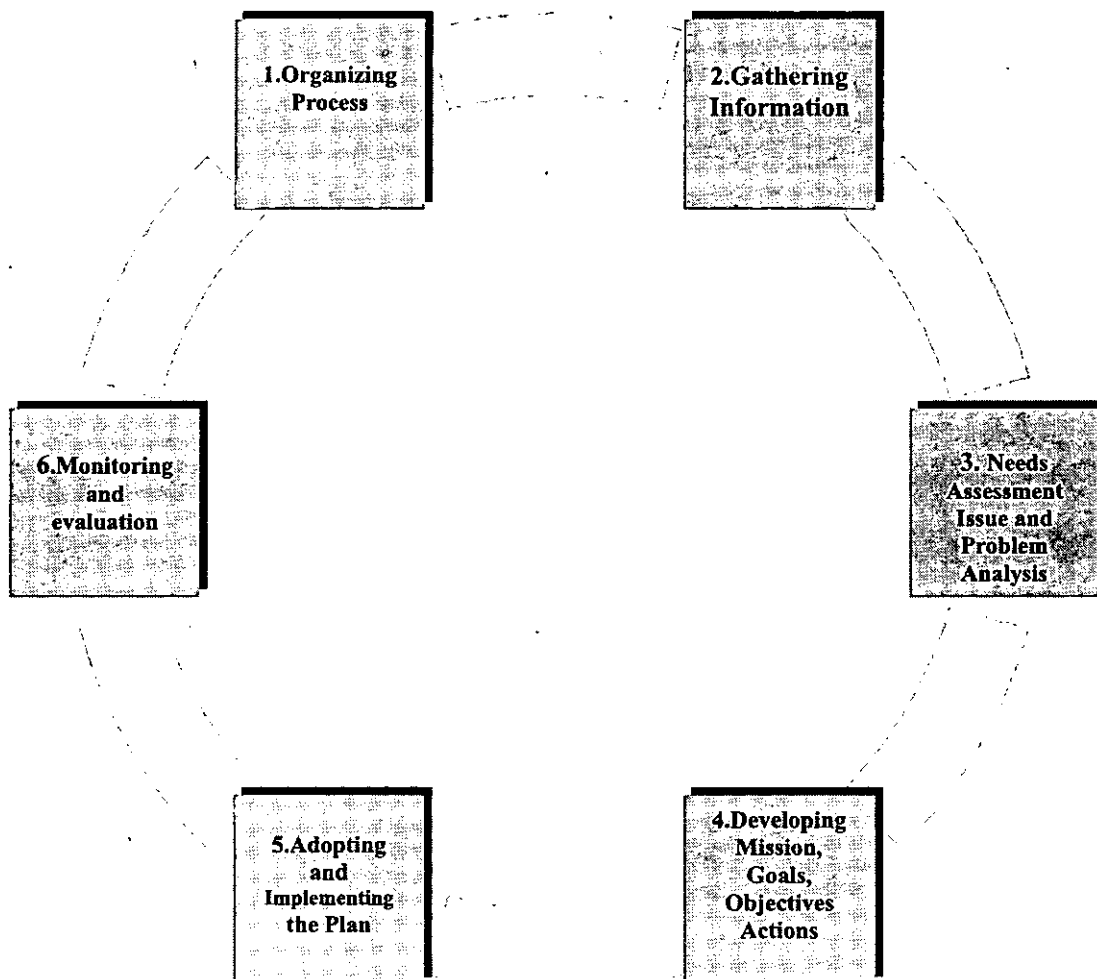 1.Organizing
Process
2.Gathering
Information
3. Needs
Assessment
Issue and
Problem
Analysis
4.Developing
Mission,
Goals,
Objectives
Actions
5.Adopting
and
Implementing
the Plan
6.Monitoring
and
evaluation